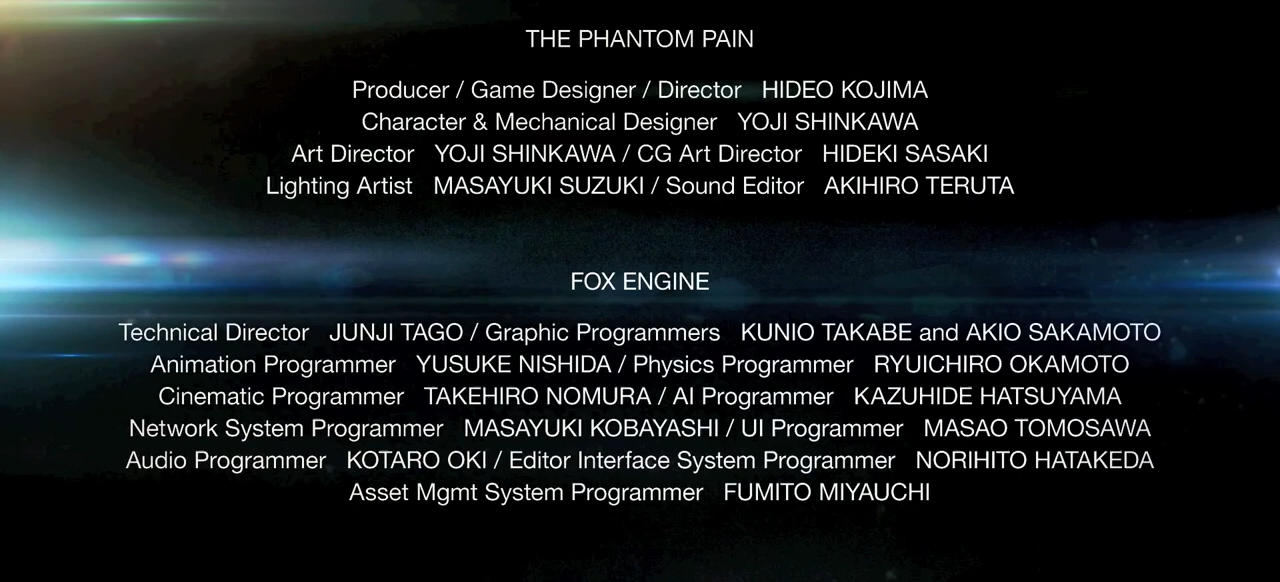 THE PHANTOM PAIN
Producer / Game Designer / Director HIDEO KOJIMA
Character & Mechanical Designer YOJI SHINKAWA
Art Director YOJI SHINKAWA / CG Art Director HIDEKI SASAKI
Lighting Artist MASAYUKI SUZUKI / Sound Editor AKIHIRO TERUTA
FOX ENGINE
Technical Director JUNJI TAGO / Graphic Programmers KUNIO TAKABE and AKIO SAKAMOTO
Animation Programmer YUSUKE NISHIDA / Physics Programmer RYUICHIRO OKAMOTO
Cinematic Programmer TAKEHIRO NOMURA / AI Programmer KAZUHIDE HATSUYAMA
Network System Programmer MASAYUKI KOBAYASHI / UI Programmer MASAO TOMOSAWA
Audio Programmer KOTARO OKI / Editor Interface System Programmer NORIHITO HATAKEDA
Asset Mgmt System Programmer FUMITO MIYAUCHI